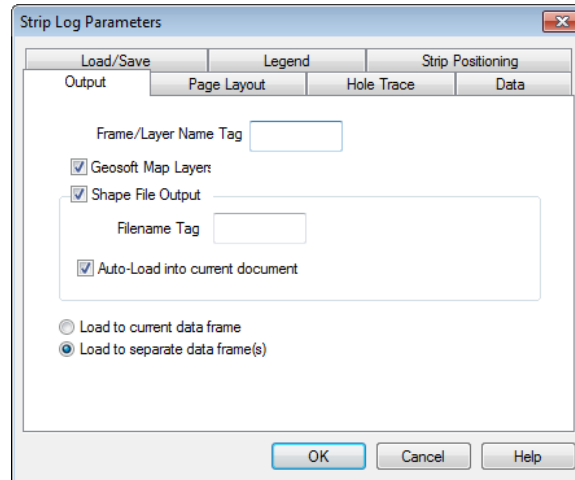 Strip Log Parameters
Load/Save Legend Strip Positioning
Output Page Layout Hole Trace Data
Frame/Layer Name Tag
Geosoft Map Layers
Shape File Output
Filename Tag
Auto-Load into current document
Load to current data frame
Load to separate data frame(s)
OK Cancel Help